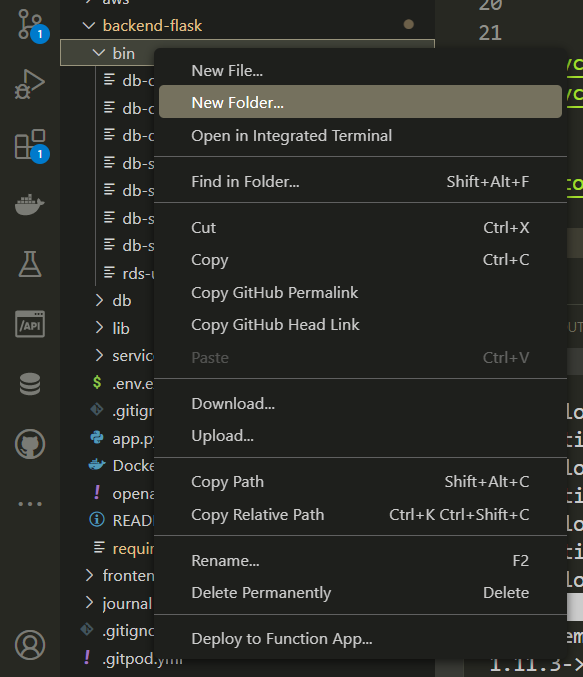 aws
20
backend-flask
21
bin
New File...
New Folder...
Open in Integrated Terminal
Find in Folder... Shift+Alt+F
Cut Ctrl+X
Copy Ctrl+C
Copy GitHub Permalink
Copy GitHub Head Link
Paste Ctrl+V
Download...
Upload...
Copy Path Shift+Alt+C
Copy Relative Path Ctrl+K Ctrl+Shift+C
Rename... F2
Delete Permanently Delete
Deploy to Function App...
1
1
/API
db-c
db-c
db-c
db-s
db-s
db-s
db-s
rds-u
db
lib
service
.env.e
.gitign
app.py
Docke
opena
READ
requir
fronten
journal
.gitigno
.gitpod.yml
1.11.3->